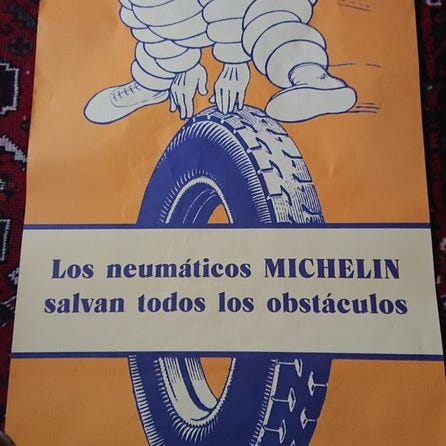 Los neumáticos MICHELIN
salvan todos los obstáculos